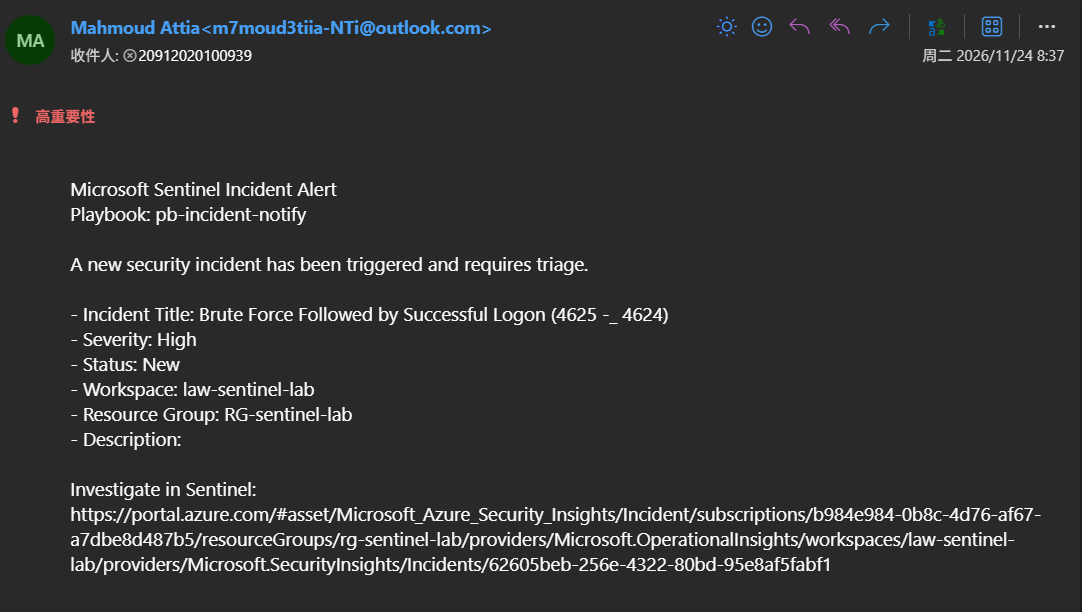 MA
Mahmoud Attia<m7moud3tiia-NTi@outlook.com>
收件人: 20912020100939
周二 2026/11/24 8:37
高重要性
Microsoft Sentinel Incident Alert
Playbook: pb-incident-notify
A new security incident has been triggered and requires triage.
- Incident Title: Brute Force Followed by Successful Logon (4625 -_ 4624)
- Severity: High
- Status: New
- Workspace: law-sentinel-lab
- Resource Group: RG-sentinel-lab
- Description:
Investigate in Sentinel:
https://portal.azure.com/#asset/Microsoft_Azure_Security_Insights/Incident/subscriptions/b984e984-0b8c-4d76-af67-
a7dbe8d487b5/resourceGroups/rg-sentinel-lab/providers/Microsoft.OperationalInsights/workspaces/law-sentinel-
lab/providers/Microsoft.SecurityInsights/Incidents/62605beb-256e-4322-80bd-95e8af5fabf1